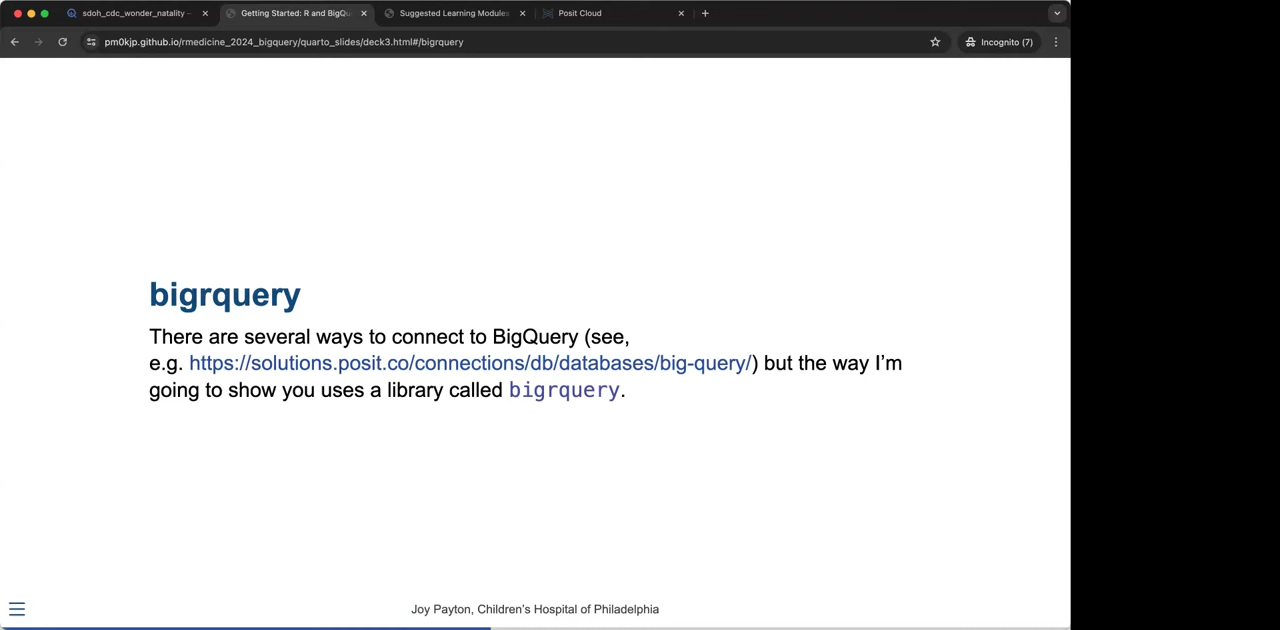 sdoh_cdc_wonder_natality –
Getting Started: R and BigQu
Suggested Learning Modules
Posit Cloud
pm0kjp.github.io/rmedicine_2024_bigquery/quarto_slides/deck3.html#/bigrquery
Incognito (7)
bigrquery
There are several ways to connect to BigQuery (see,
e.g. https://solutions.posit.co/connections/db/databases/big-query/) but the way I’m
going to show you uses a library called bigrquery.
Joy Payton, Children’s Hospital of Philadelphia